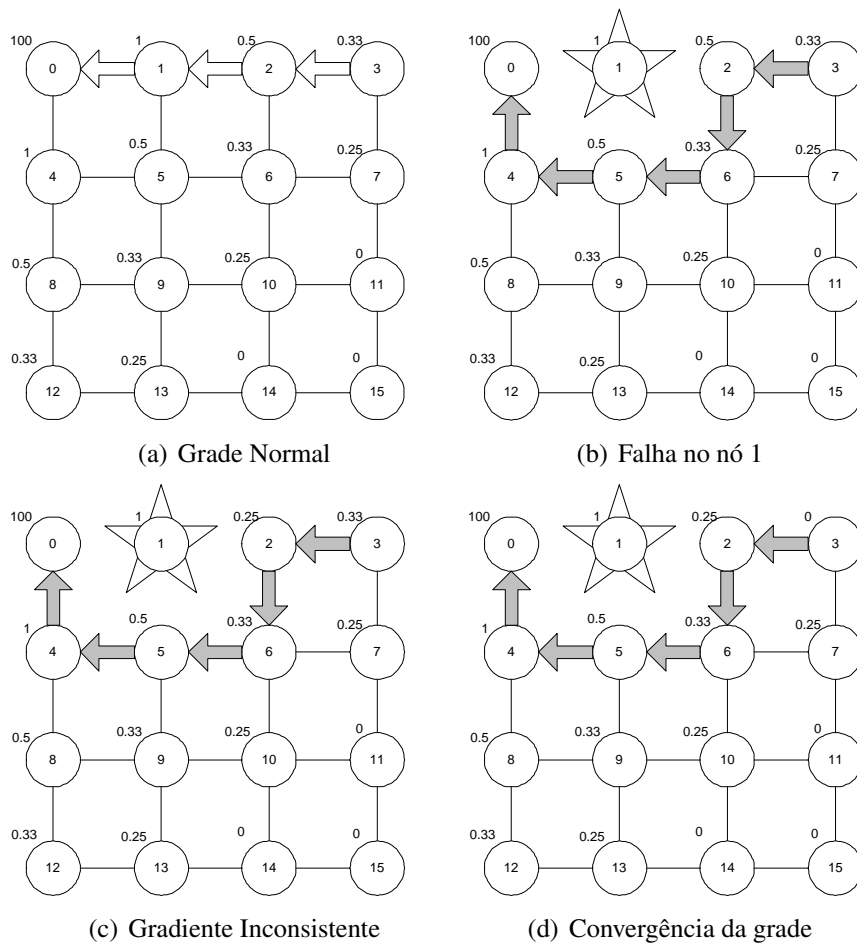 100 1 0.5 0.33
0 1 2 3
1 0.5 0.33 0.25
4 5 6 7
0.5 0.33 0.25 0
8 9 10 11
0.33 0.25 0 0
12 13 14 15
(a) Grade Normal
100 1 0.5 0.33
0 1 2 3
1 0.5 0.33 0.25
4 5 6 7
0.5 0.33 0.25 0
8 9 10 11
0.33 0.25 0 0
12 13 14 15
(b) Falha no nó 1
100 1 0.25 0.33
0 1 2 3
1 0.5 0.33 0.25
4 5 6 7
0.5 0.33 0.25 0
8 9 10 11
0.33 0.25 0 0
12 13 14 15
(c) Gradiente Inconsistente
100 1 0.25 0
0 1 2 3
1 0.5 0.33 0.25
4 5 6 7
0.5 0.33 0.25 0
8 9 10 11
0.33 0.25 0 0
12 13 14 15
(d) Convergência da grade